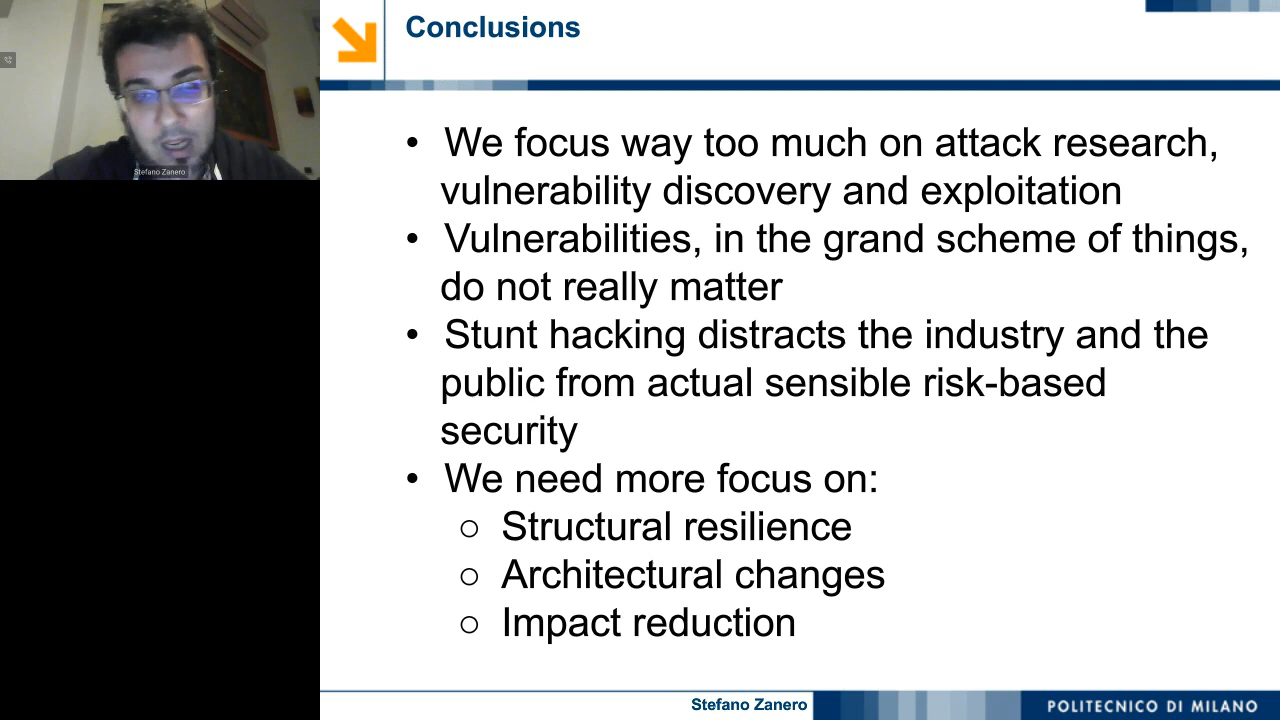 Stefano Zanero
Conclusions
• We focus way too much on attack research,
vulnerability discovery and exploitation
• Vulnerabilities, in the grand scheme of things,
do not really matter
• Stunt hacking distracts the industry and the
public from actual sensible risk-based
security
• We need more focus on:
○ Structural resilience
○ Architectural changes
○ Impact reduction
Stefano Zanero
POLITECNICO DI MILANO